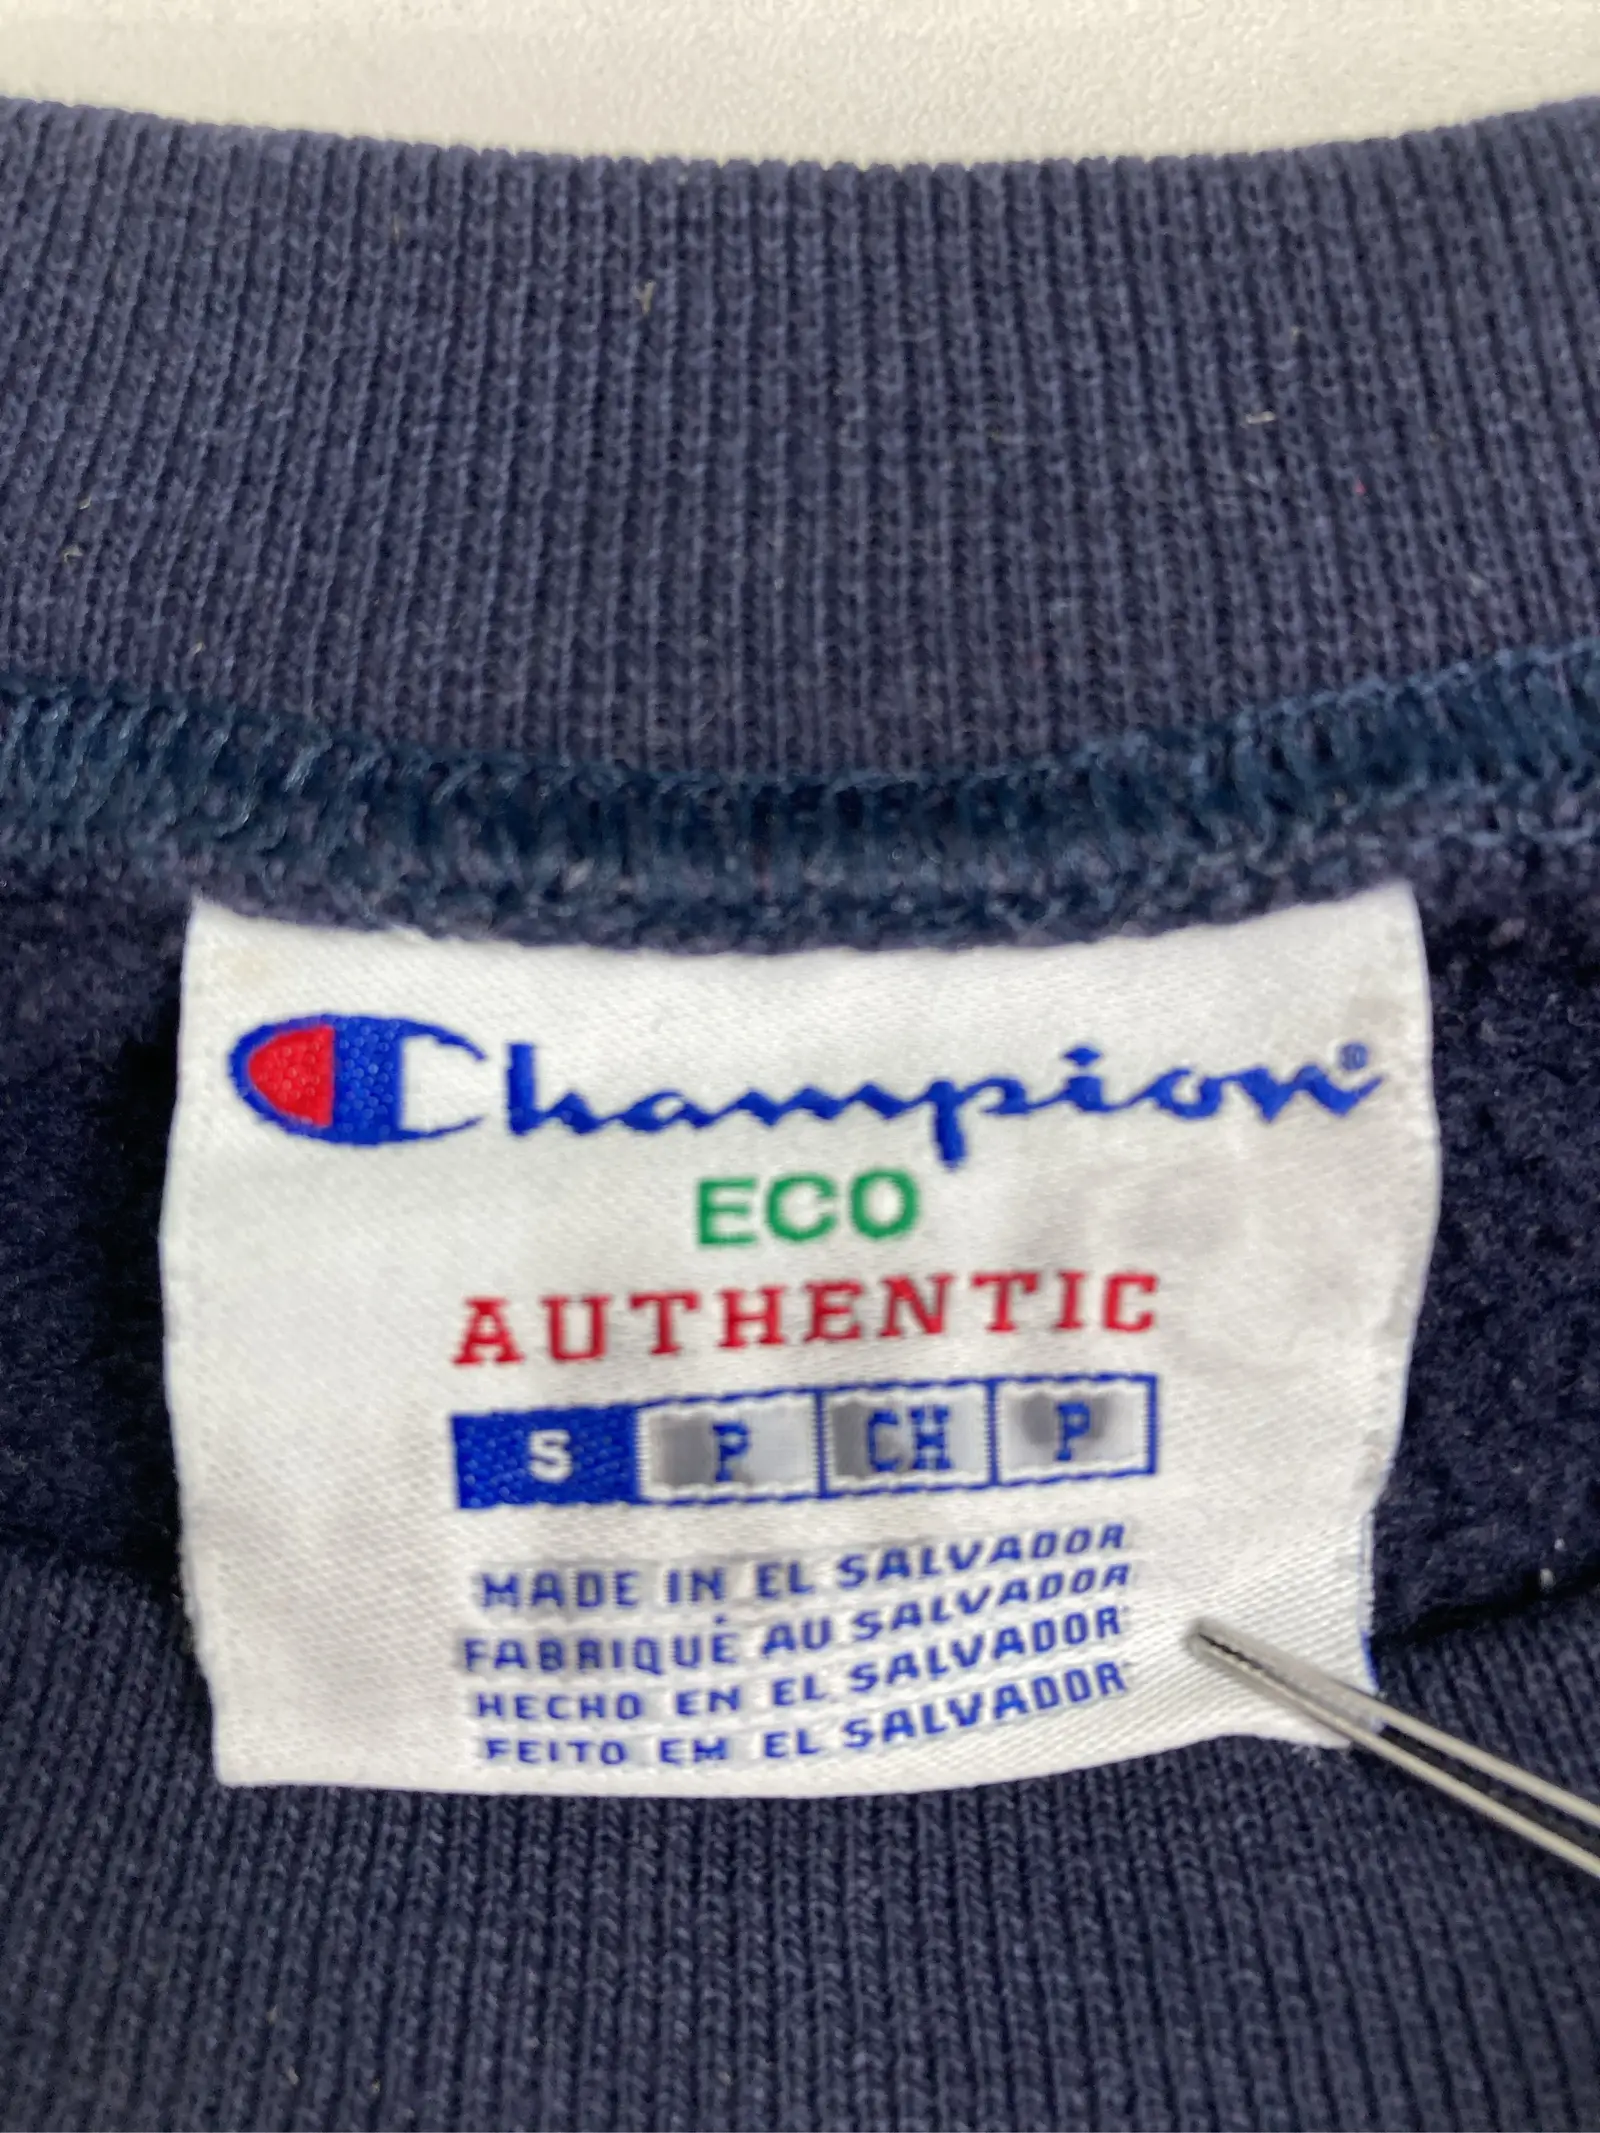 Champion®
ECO
AUTHENTIC
S P CH P
MADE IN EL SALVADOR
FABRIQUÉ AU SALVADOR
HECHO EN EL SALVADOR
FEITO EM EL SALVADOR